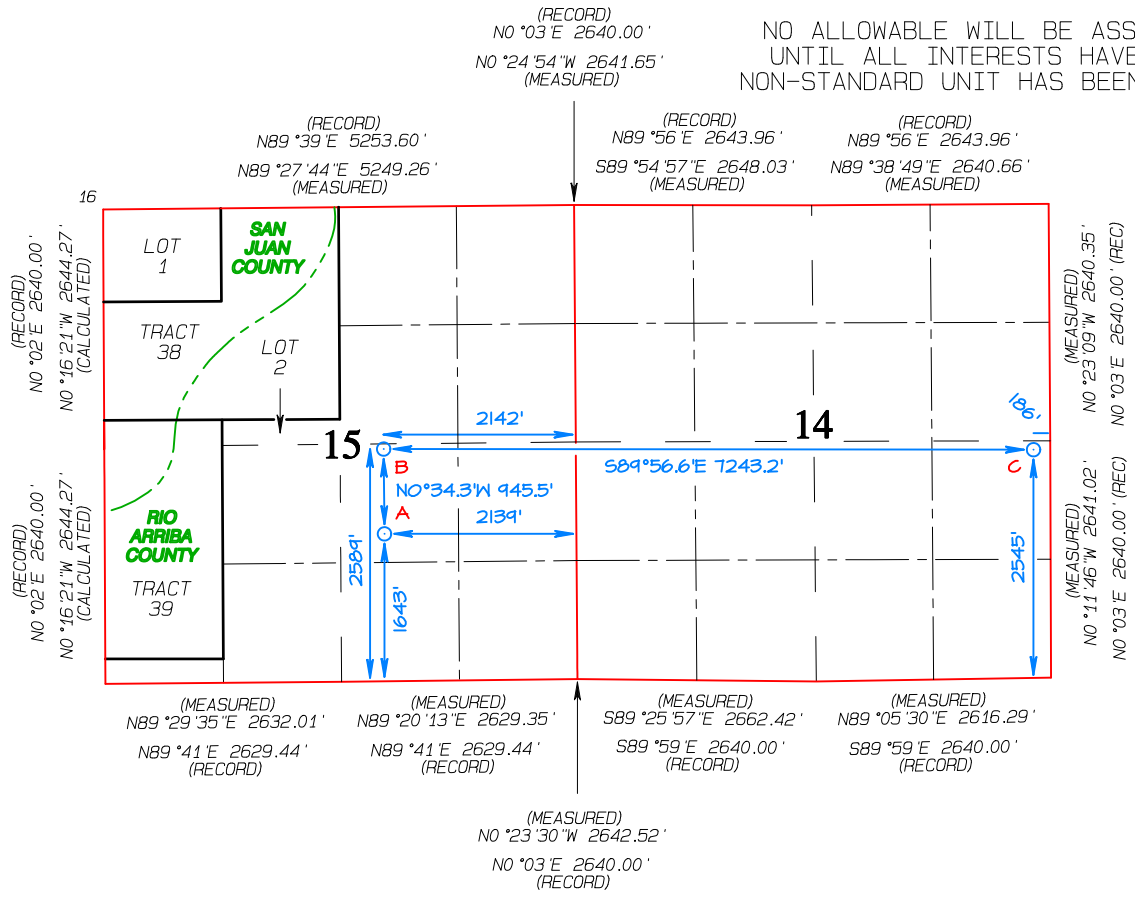 (RECORD)
N0°03'E 2640.00'
N0°24'54"W 2641.65'
(MEASURED)
NO ALLOWABLE WILL BE ASS
UNTIL ALL INTERESTS HAVE
NON-STANDARD UNIT HAS BEEN
(RECORD)
N89°39'E 5253.60'
N89°27'44"E 5249.26'
(MEASURED)
(RECORD)
N89°56'E 2643.96'
S89°54'57"E 2648.03'
(MEASURED)
(RECORD)
N89°56'E 2643.96'
N89°38'49"E 2640.66'
(MEASURED)
16
(RECORD)
N0°02'E 2640.00'
N0°16'21"W 2644.27'
(CALCULATED)
LOT
1
SAN
JUAN
COUNTY
TRACT
38
LOT
2
(MEASURED)
N0°23'09"W 2640.35'
N0°03'E 2640.00' (REC)
15
2142'
14
186'
B
S89°56.6'E 7243.2'
C
N0°34.3'W 945.5'
A
2139'
2589'
1643'
2545'
(RECORD)
N0°02'E 2640.00'
N0°16'21"W 2644.27'
(CALCULATED)
RIO
ARRIBA
COUNTY
TRACT
39
(MEASURED)
N0°11'46"W 2641.02'
N0°03'E 2640.00' (REC)
(MEASURED)
N89°29'35"E 2632.01'
N89°41'E 2629.44'
(RECORD)
(MEASURED)
N89°20'13"E 2629.35'
N89°41'E 2629.44'
(RECORD)
(MEASURED)
S89°25'57"E 2662.42'
S89°59'E 2640.00'
(RECORD)
(MEASURED)
N89°05'30"E 2616.29'
S89°59'E 2640.00'
(RECORD)
(MEASURED)
N0°23'30"W 2642.52'
N0°03'E 2640.00'
(RECORD)